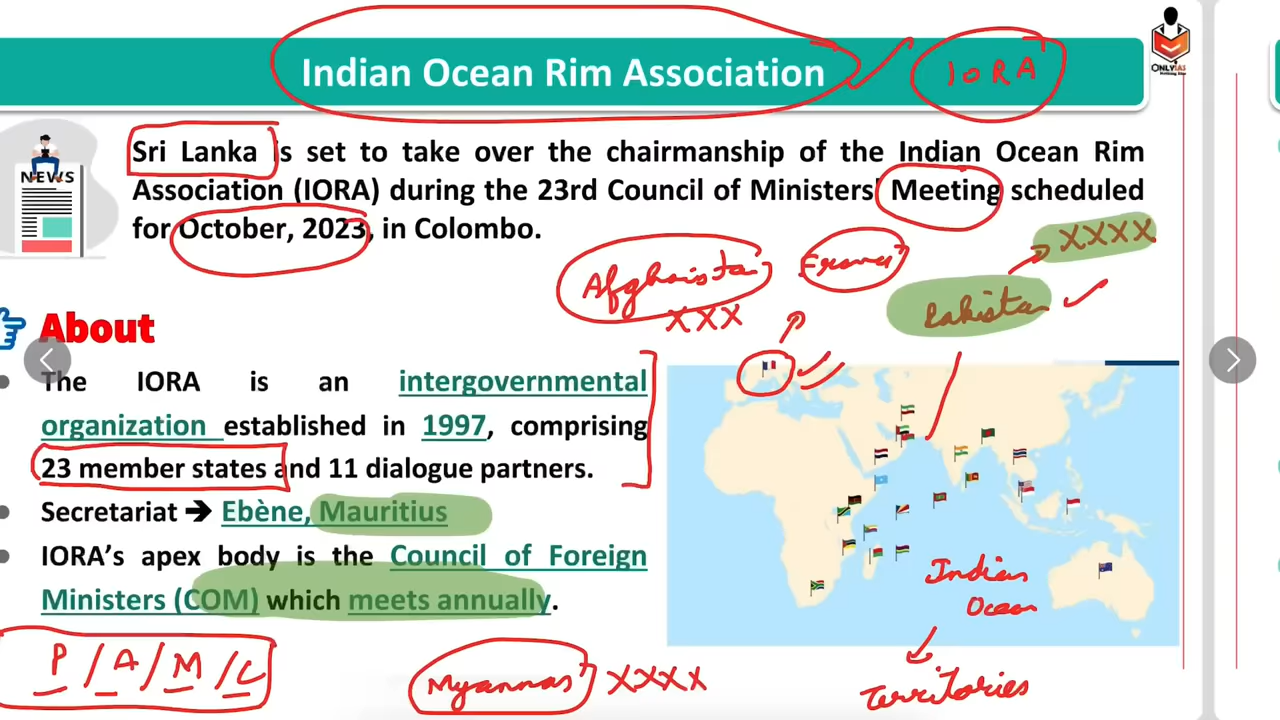 Indian Ocean Rim Association
IORA
ONLYIAS
NEWS
Sri Lanka is set to take over the chairmanship of the Indian Ocean Rim
Association (IORA) during the 23rd Council of Ministers' Meeting scheduled
for October, 2023, in Colombo.
XXXX
Afghaista
France
XXX
Pakistan
About
The IORA is an intergovernmental
organization established in 1997, comprising
23 member states and 11 dialogue partners.
Secretariat ➔ Ebène, Mauritius
IORA's apex body is the Council of Foreign
Ministers (COM) which meets annually.
Indian
Ocean
P/A/M/C
Myanmar XXXX
Territories